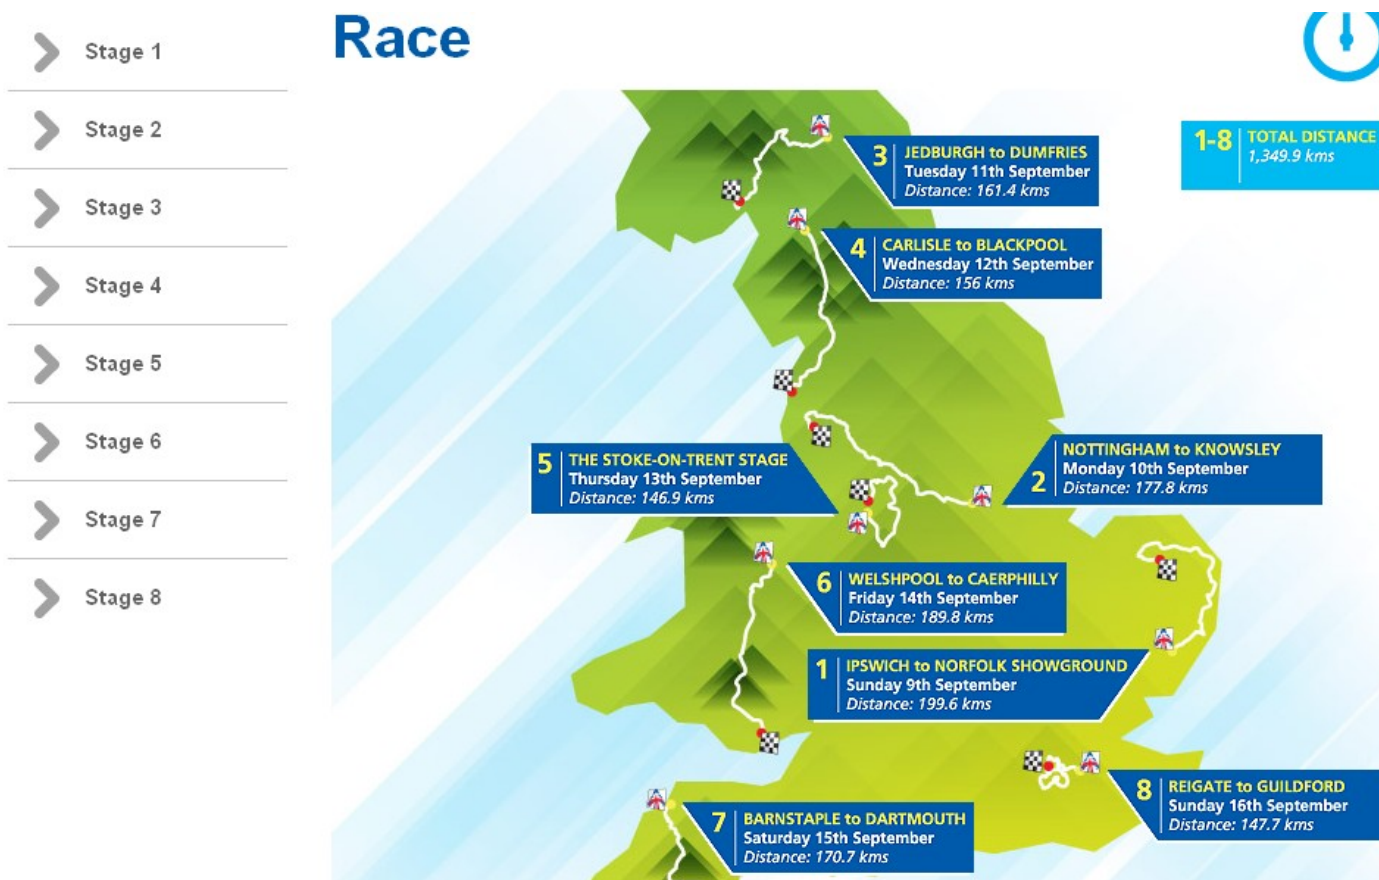 Race
Stage 1
Stage 2
Stage 3
Stage 4
Stage 5
Stage 6
Stage 7
Stage 8
1-8
TOTAL DISTANCE
1,349.9 kms
3
JEDBURGH to DUMFRIES
Tuesday 11th September
Distance: 161.4 kms
4
CARLISLE to BLACKPOOL
Wednesday 12th September
Distance: 156 kms
5
THE STOKE-ON-TRENT STAGE
Thursday 13th September
Distance: 146.9 kms
2
NOTTINGHAM to KNOWSLEY
Monday 10th September
Distance: 177.8 kms
6
WELSHPOOL to CAERPHILLY
Friday 14th September
Distance: 189.8 kms
1
IPSWICH to NORFOLK SHOWGROUND
Sunday 9th September
Distance: 199.6 kms
8
REIGATE to GUILDFORD
Sunday 16th September
Distance: 147.7 kms
7
BARNSTAPLE to DARTMOUTH
Saturday 15th September
Distance: 170.7 kms